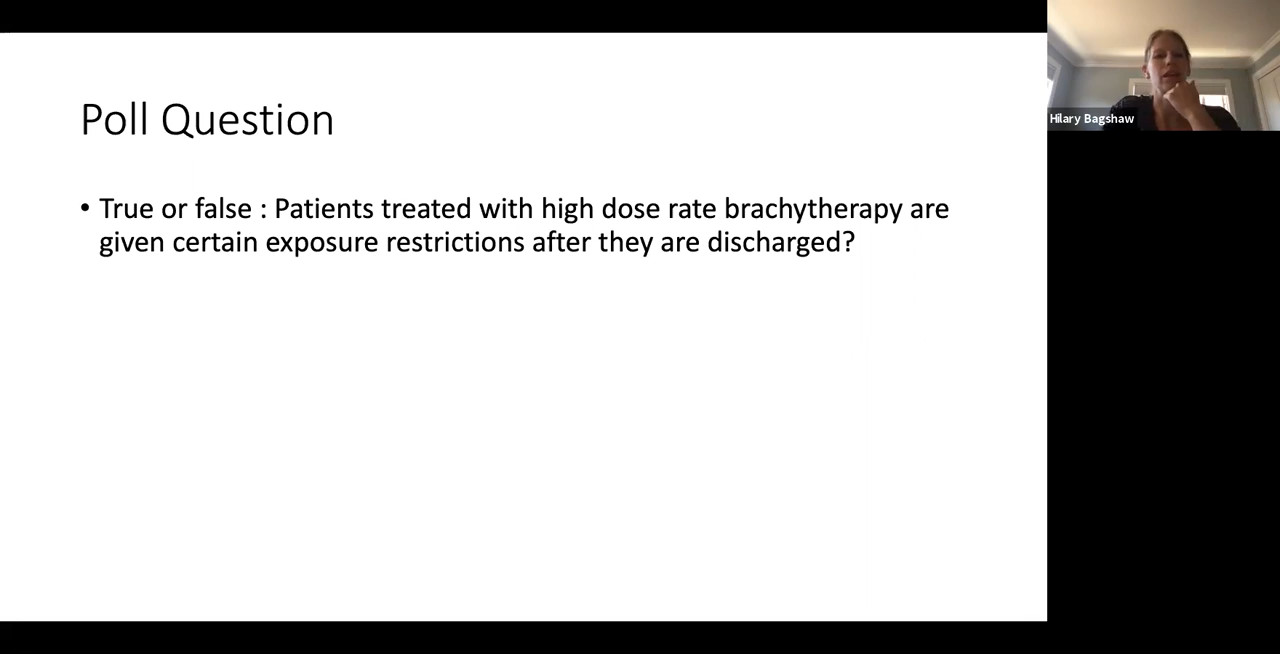 Poll Question
• True or false : Patients treated with high dose rate brachytherapy are
given certain exposure restrictions after they are discharged?
Hilary Bagshaw